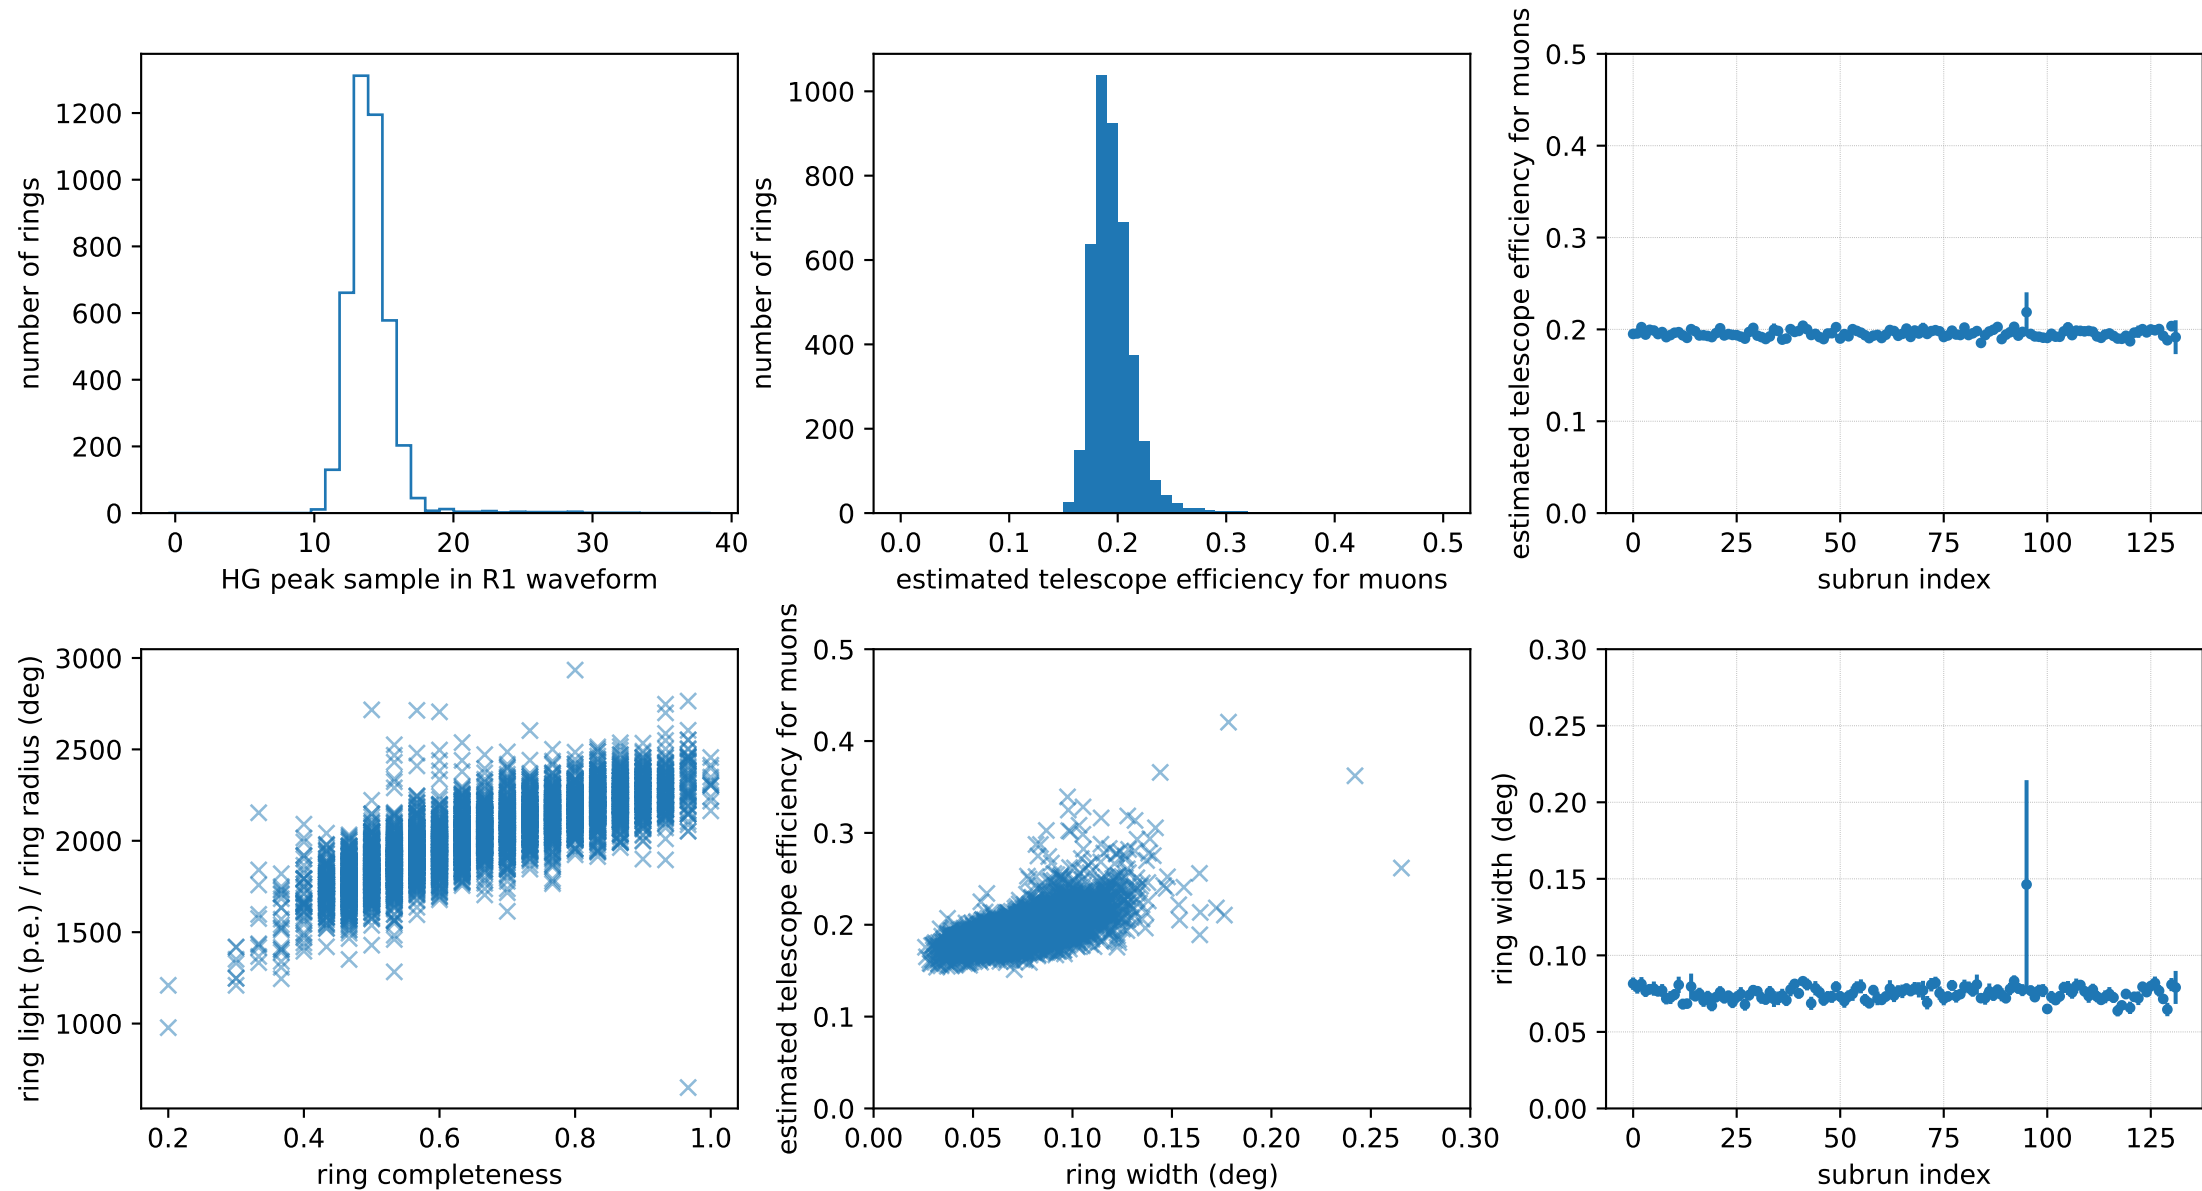 number of rings
1200
1000
800
600
400
200
0
0 10 20 30 40
HG peak sample in R1 waveform
number of rings
1000
800
600
400
200
0
0.0 0.1 0.2 0.3 0.4 0.5
estimated telescope efficiency for muons
estimated telescope efficiency for muons
0.5
0.4
0.3
0.2
0.1
0.0
0 25 50 75 100 125
subrun index
ring light (p.e.) / ring radius (deg)
3000
2500
2000
1500
1000
0.2 0.4 0.6 0.8 1.0
ring completeness
estimated telescope efficiency for muons
0.5
0.4
0.3
0.2
0.1
0.0
0.00 0.05 0.10 0.15 0.20 0.25 0.30
ring width (deg)
ring width (deg)
0.30
0.25
0.20
0.15
0.10
0.05
0.00
0 25 50 75 100 125
subrun index